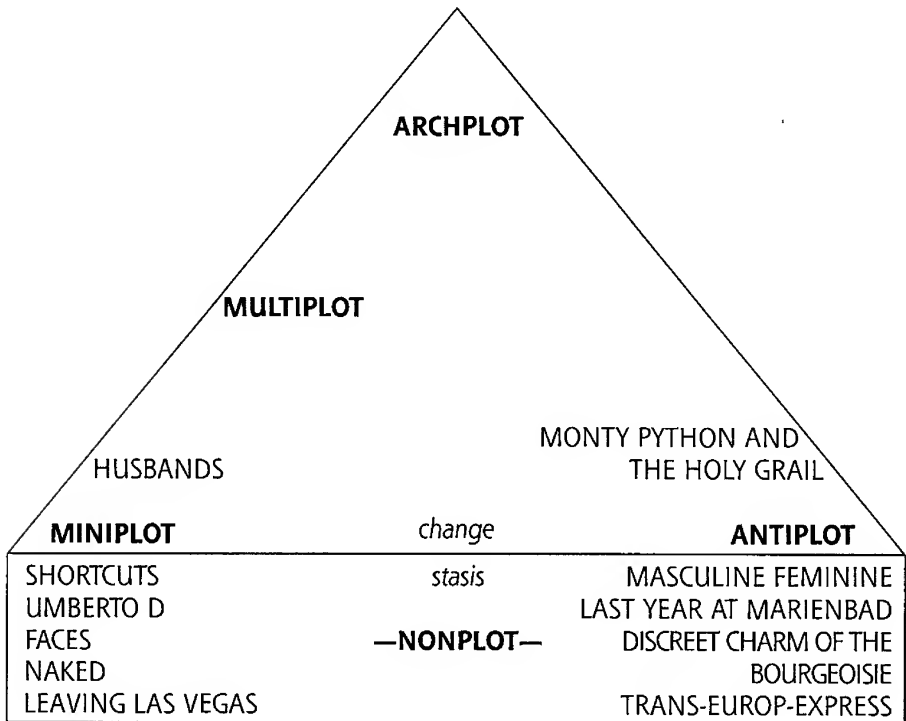 ARCHPLOT
MULTIPLOT
MONTY PYTHON AND
HUSBANDS
THE HOLY GRAIL
MINIPLOT
change
ANTIPLOT
SHORTCUTS
stasis
MASCULINE FEMININE
UMBERTO D
LAST YEAR AT MARIENBAD
FACES
—NONPLOT—
DISCREET CHARM OF THE
NAKED
BOURGEOISIE
LEAVING LAS VEGAS
TRANS-EUROP-EXPRESS